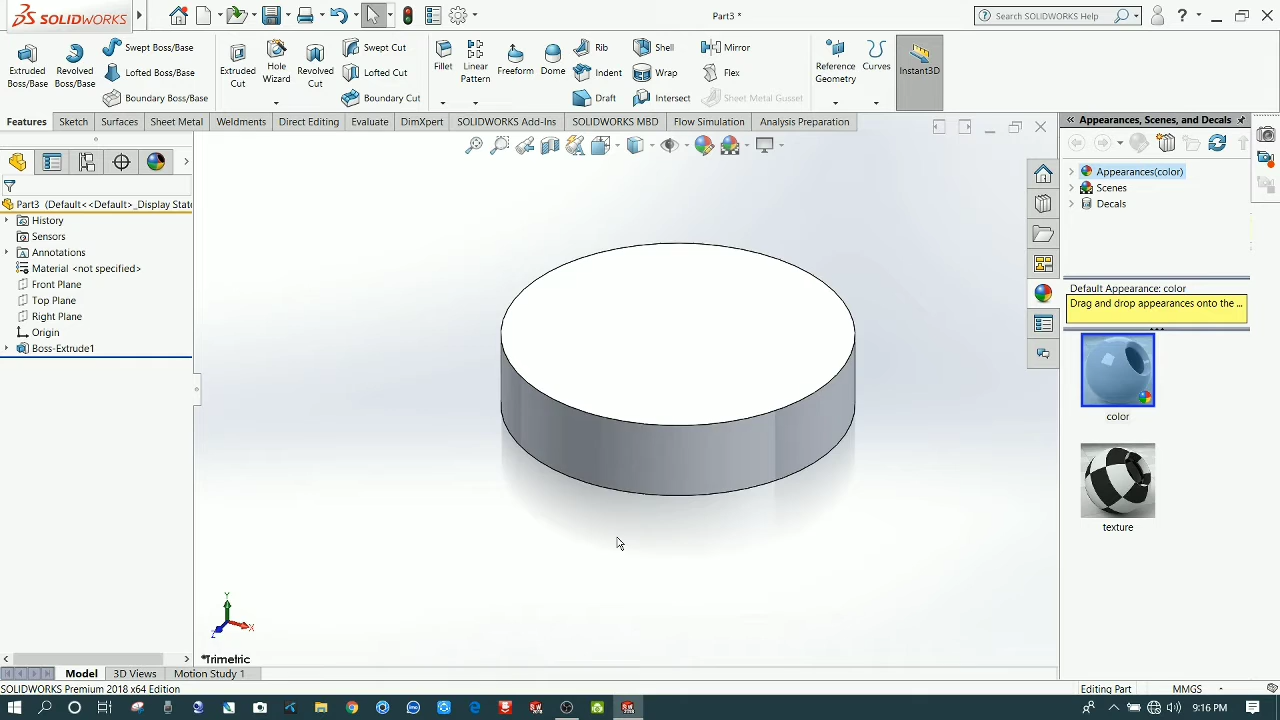 SOLIDWORKS
Part3 *
Search SOLIDWORKS Help
Extruded Boss/Base
Revolved Boss/Base
Swept Boss/Base
Lofted Boss/Base
Boundary Boss/Base
Extruded Cut
Hole Wizard
Revolved Cut
Swept Cut
Lofted Cut
Boundary Cut
Fillet
Linear Pattern
Freeform
Dome
Rib
Indent
Draft
Shell
Wrap
Intersect
Mirror
Flex
Sheet Metal Gusset
Reference Geometry
Curves
Instant3D
Features
Sketch
Surfaces
Sheet Metal
Weldments
Direct Editing
Evaluate
DimXpert
SOLIDWORKS Add-Ins
SOLIDWORKS MBD
Flow Simulation
Analysis Preparation
Part3 (Default<<Default>_Display State
History
Sensors
Annotations
Material <not specified>
Front Plane
Top Plane
Right Plane
Origin
Boss-Extrude1
Y
X
Z
*Trimetric
Appearances, Scenes, and Decals
Appearances(color)
Scenes
Decals
Default Appearance: color
Drag and drop appearances onto the ...
color
texture
Model
3D Views
Motion Study 1
SOLIDWORKS Premium 2018 x64 Edition
Editing Part
MMGS
9:16 PM